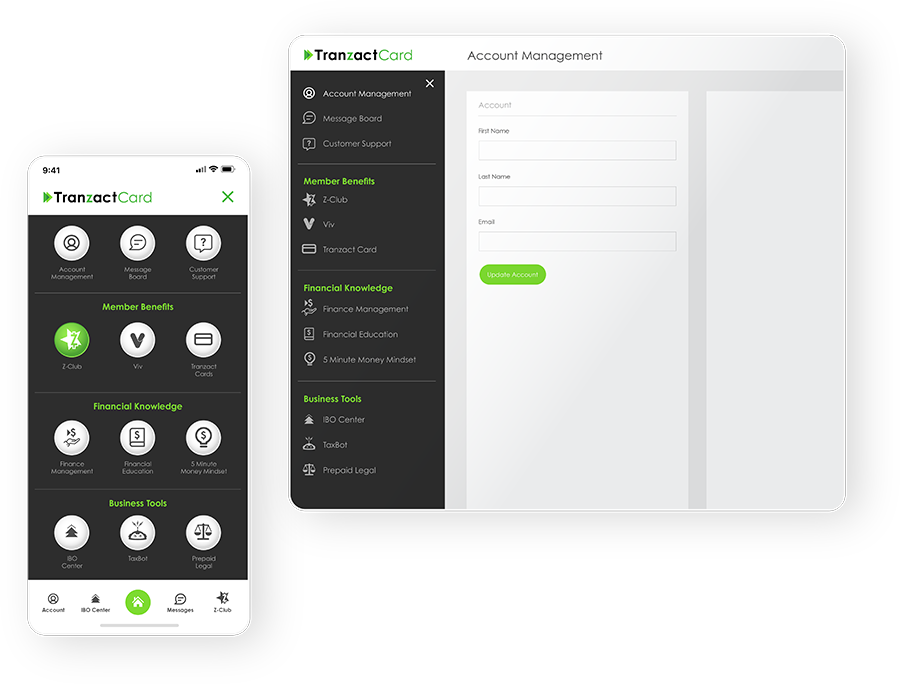 TranzactCard
Account Management
Account Management
Message Board
Customer Support
Member Benefits
Z-Club
Viv
Tranzact Card
Financial Knowledge
Finance Management
Financial Education
5 Minute Money Mindset
Business Tools
IBO Center
TaxBot
Prepaid Legal
Account
First Name
Last Name
Email
Update Account
9:41
TranzactCard
Account
Management
Message
Board
Customer
Support
Member Benefits
Z-Club
Viv
Tranzact
Cards
Financial Knowledge
Finance
Management
Financial
Education
5 Minute
Money Mindset
Business Tools
IBO
Center
TaxBot
Prepaid
Legal
Account
IBO Center
Messages
Z-Club